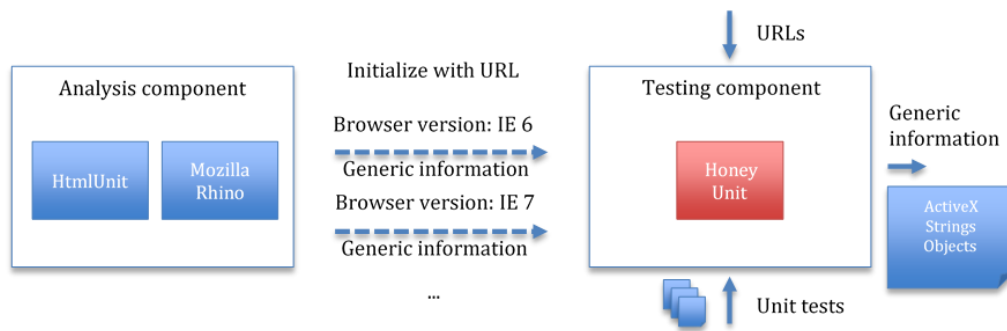 URLs
Analysis component
Initialize with URL
Testing component
Browser version: IE 6
Generic
information
HtmlUnit
Mozilla
Rhino
Generic information
Honey
Unit
Browser version: IE 7
ActiveX
Strings
Objects
Generic information
...
Unit tests